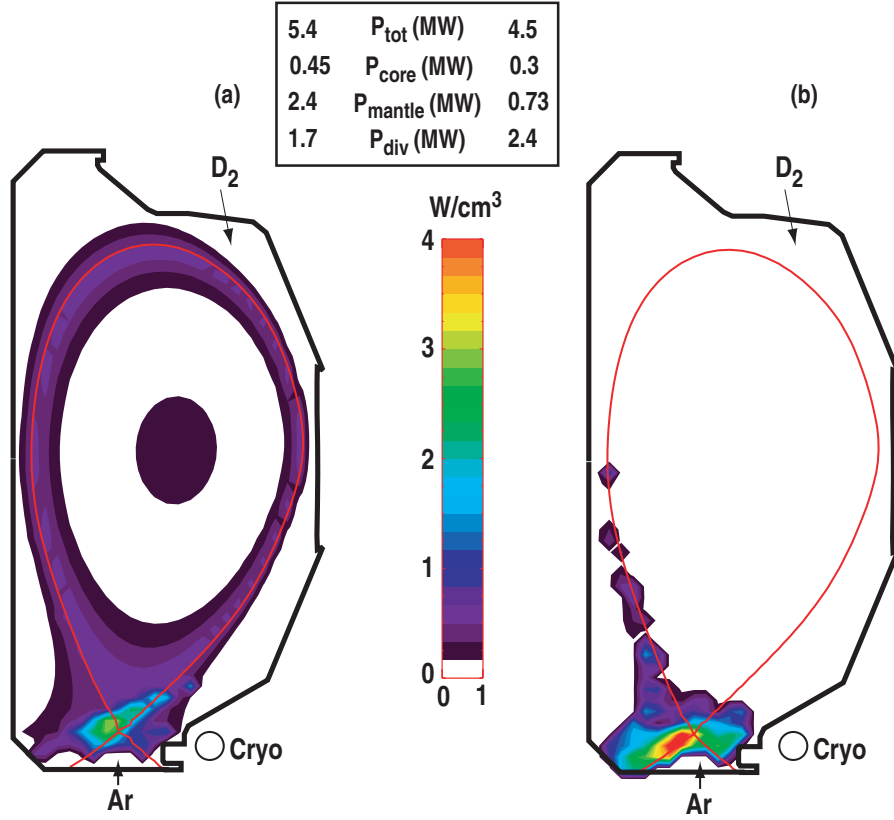 5.4 P_tot (MW) 4.5
0.45 P_core (MW) 0.3
2.4 P_mantle (MW) 0.73
1.7 P_div (MW) 2.4
(a)
(b)
D₂
D₂
W/cm³
4
3
2
1
0
0 1
Cryo
Cryo
Ar
Ar